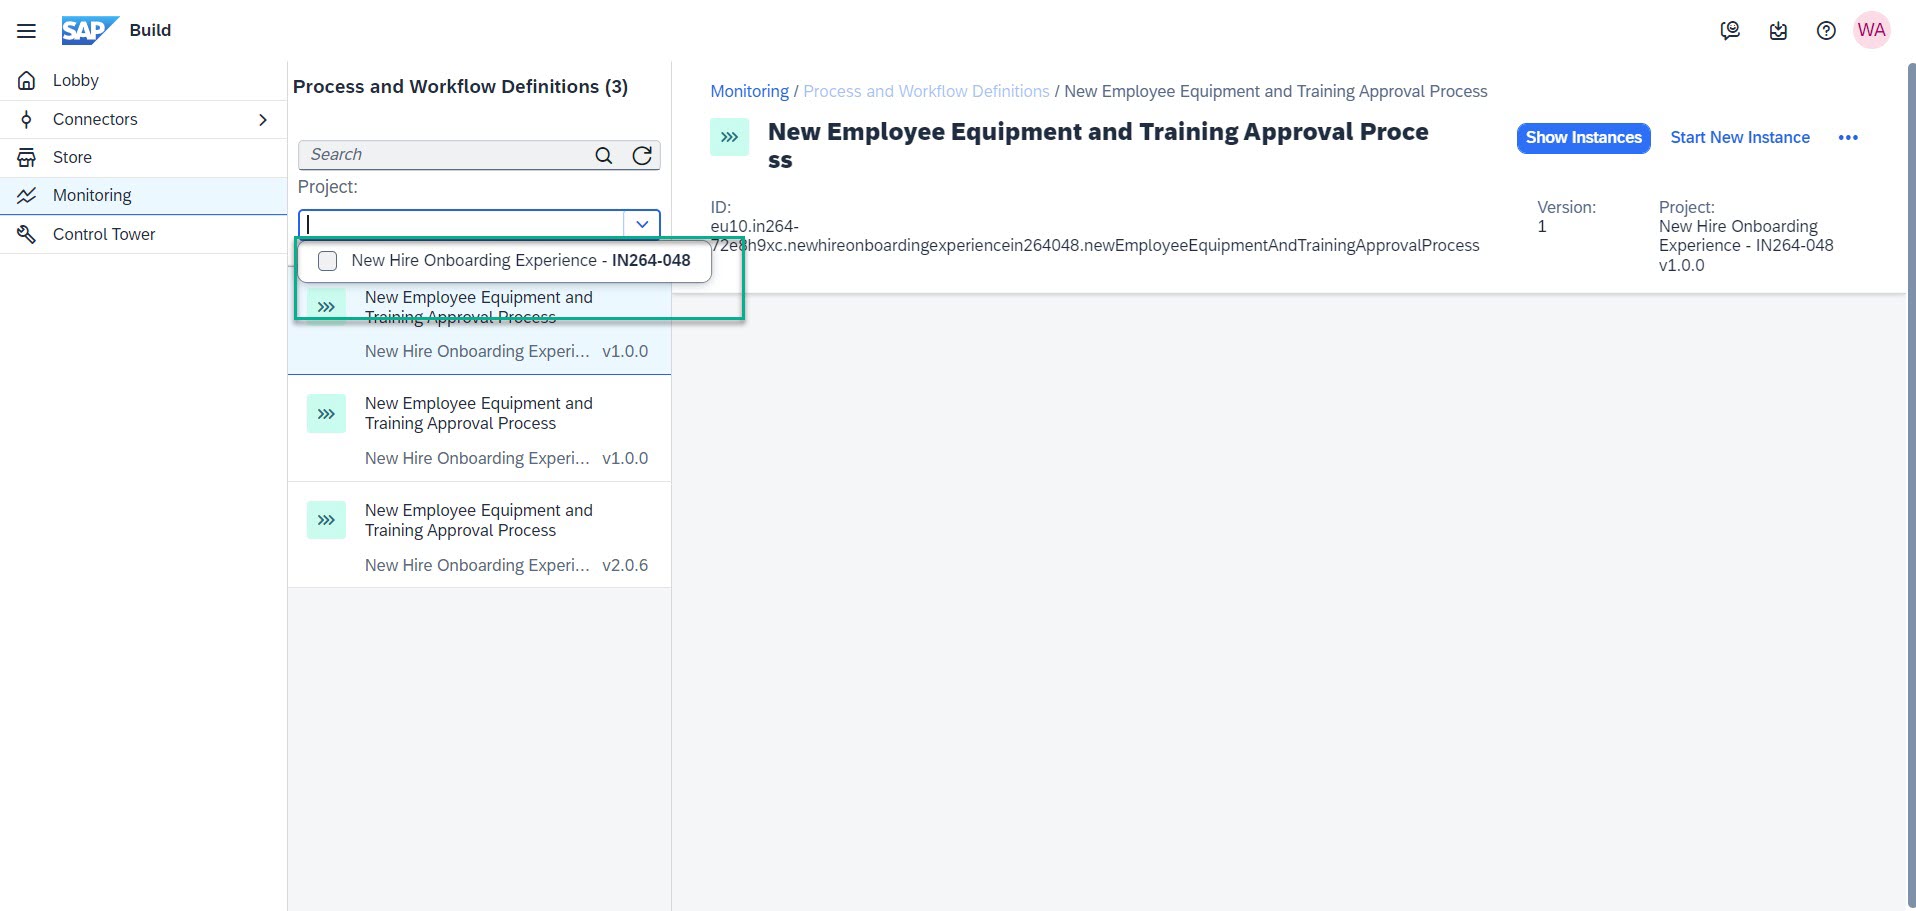 SAP Build
WA
Lobby
Connectors
Store
Monitoring
Control Tower
Process and Workflow Definitions (3)
Search
Project:
New Hire Onboarding Experience - IN264-048
New Employee Equipment and
Training Approval Process
New Hire Onboarding Experi... v1.0.0
New Employee Equipment and
Training Approval Process
New Hire Onboarding Experi... v1.0.0
New Employee Equipment and
Training Approval Process
New Hire Onboarding Experi... v2.0.6
Monitoring / Process and Workflow Definitions / New Employee Equipment and Training Approval Process
New Employee Equipment and Training Approval Proce
ss
Show Instances
Start New Instance
ID:
eu10.in264-
72e8h9xc.newhireonboardingexperiencein264048.newEmployeeEquipmentAndTrainingApprovalProcess
Version:
1
Project:
New Hire Onboarding
Experience - IN264-048
v1.0.0